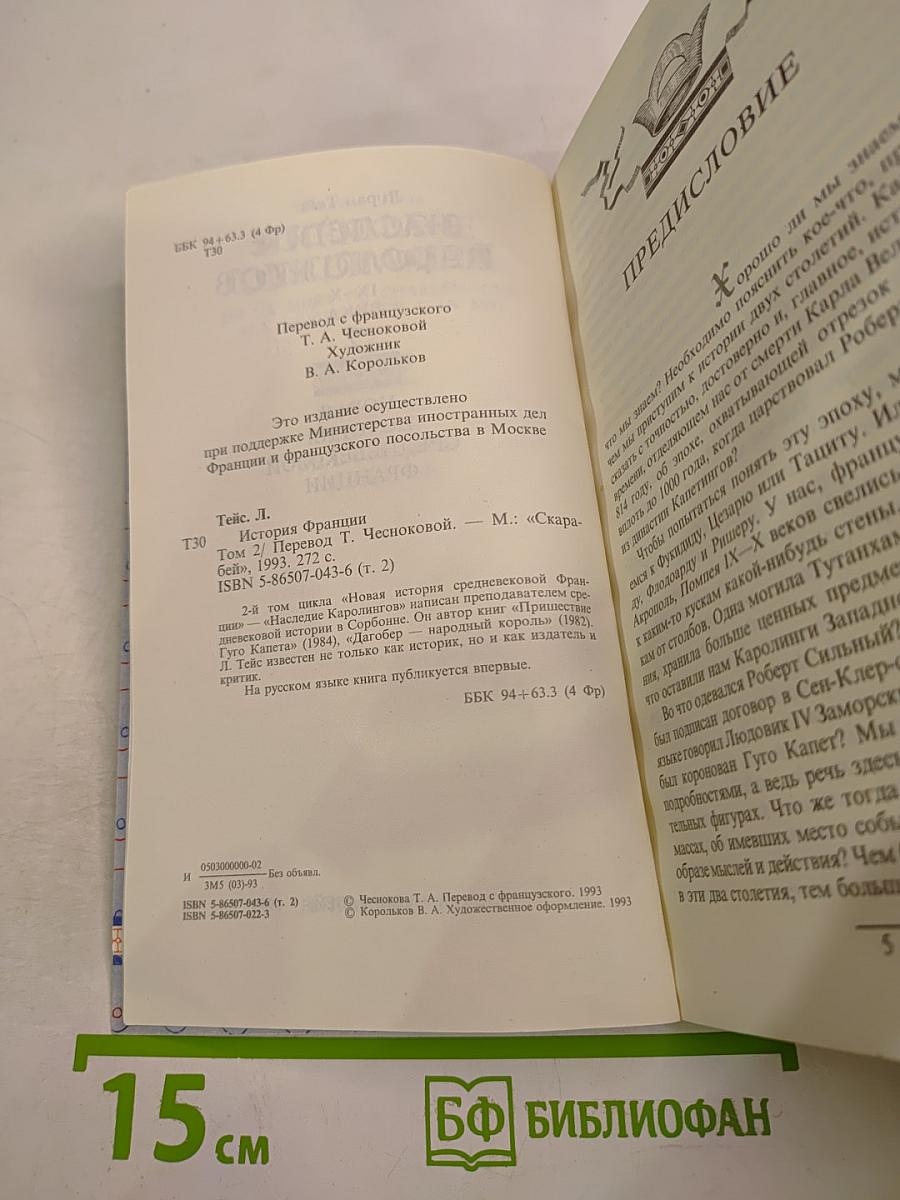 ББК 94+63.3 (4 Фр)
Т30
Перевод с французского
Т. А. Чесноковой
Художник
В. А. Корольков
Это издание осуществлено
при поддержке Министерства иностранных дел
Франции и французского посольства в Москве
Тейс. Л.
Т30 История Франции
Том 2/ Перевод Т. Чесноковой. — М.: «Скара-
бей», 1993. 272 с.
ISBN 5-86507-043-6 (т. 2)
2-й том цикла «Новая история средневековой Фран-
ции» — «Наследие Каролингов» написан преподавателем сре-
дневековой истории в Сорбонне. Он автор книг «Пришествие
Гуго Капета» (1984), «Дагобер — народный король» (1982).
Л. Тейс известен не только как историк, но и как издатель и
критик.
На русском языке книга публикуется впервые.
ББК 94+63.3 (4 Фр)
И 0503000000-02 Без объявл.
3М5 (03)-93
ISBN 5-86507-043-6 (т. 2)
ISBN 5-86507-022-3
© Чеснокова Т. А. Перевод с французского. 1993
© Корольков В. А. Художественное оформление. 1993
ПРЕДИСЛОВИЕ
Хорошо ли мы знаем
что мы знаем? Необходимо пояснить кое-что,
чем мы приступим к истории двух столетий.
сказать с точностью, достоверно и, главное,
времени, отделяющем нас от смерти Карла
814 году, об эпохе, охватывающей отрезок
вплоть до 1000 года, когда царствовал
из династии Капетингов?
Чтобы попытаться понять эту эпоху,
емся к Фукидиду, Цезарю или Тациту.
ду, Флодоарду и Ришеру. У нас,
Акрополь, Помпея IX—X веков свелись
к каким-то кускам какой-нибудь стены,
кам от столбов. Одна могила
ния, хранила больше ценных
что оставили нам Каролинги
Во что одевался Роберт Сильный?
был подписан договор в
языке говорил Людовик IV
был коронован Гуго Капет? Мы
подробностями, а ведь речь
тельных фигурах. Что же тогда
массах, об имевших место
образе мыслей и действия? Чем
в эти два столетия, тем
5
15 см
БФ БИБЛИОФАН